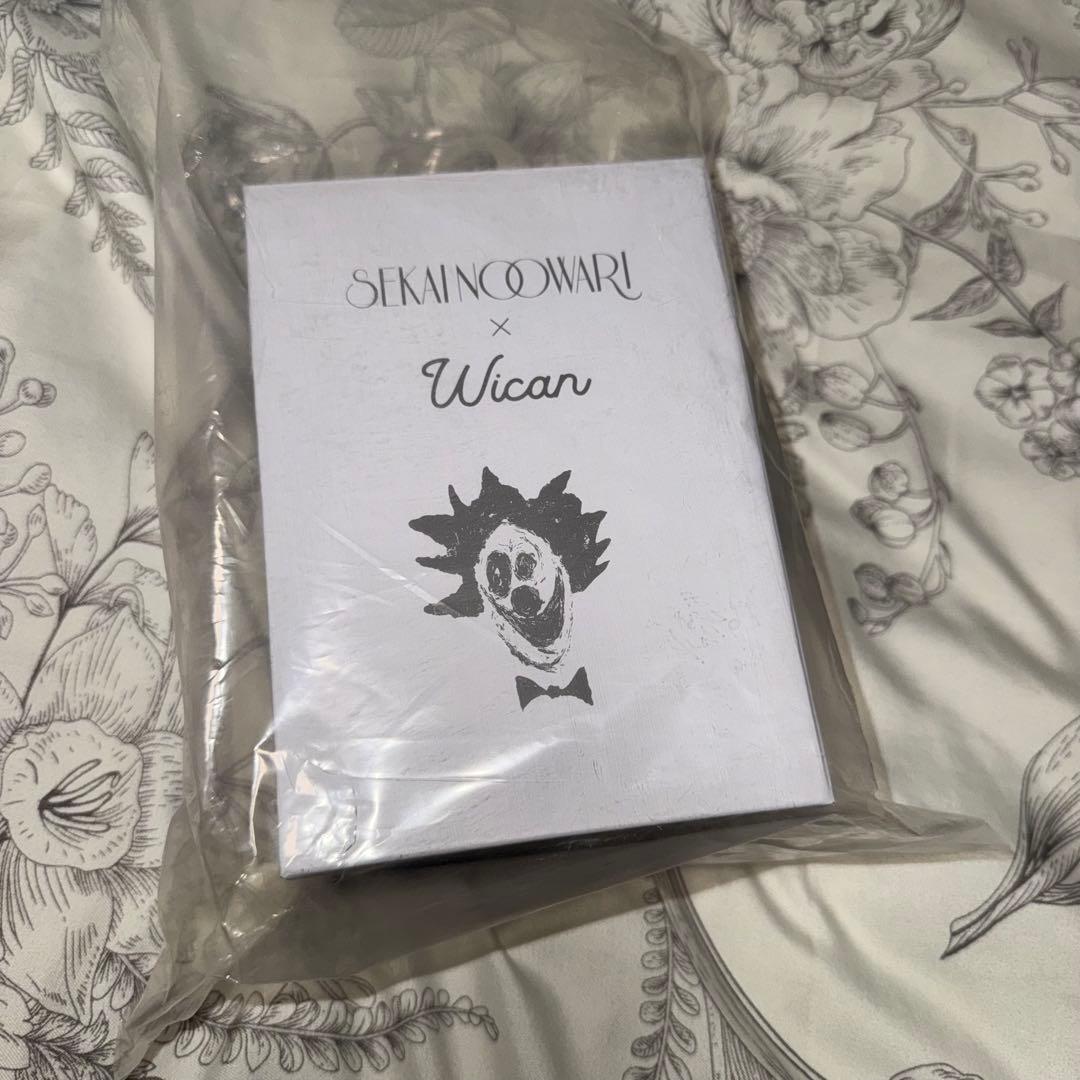 SEKAI NO OWARI
×
Wican